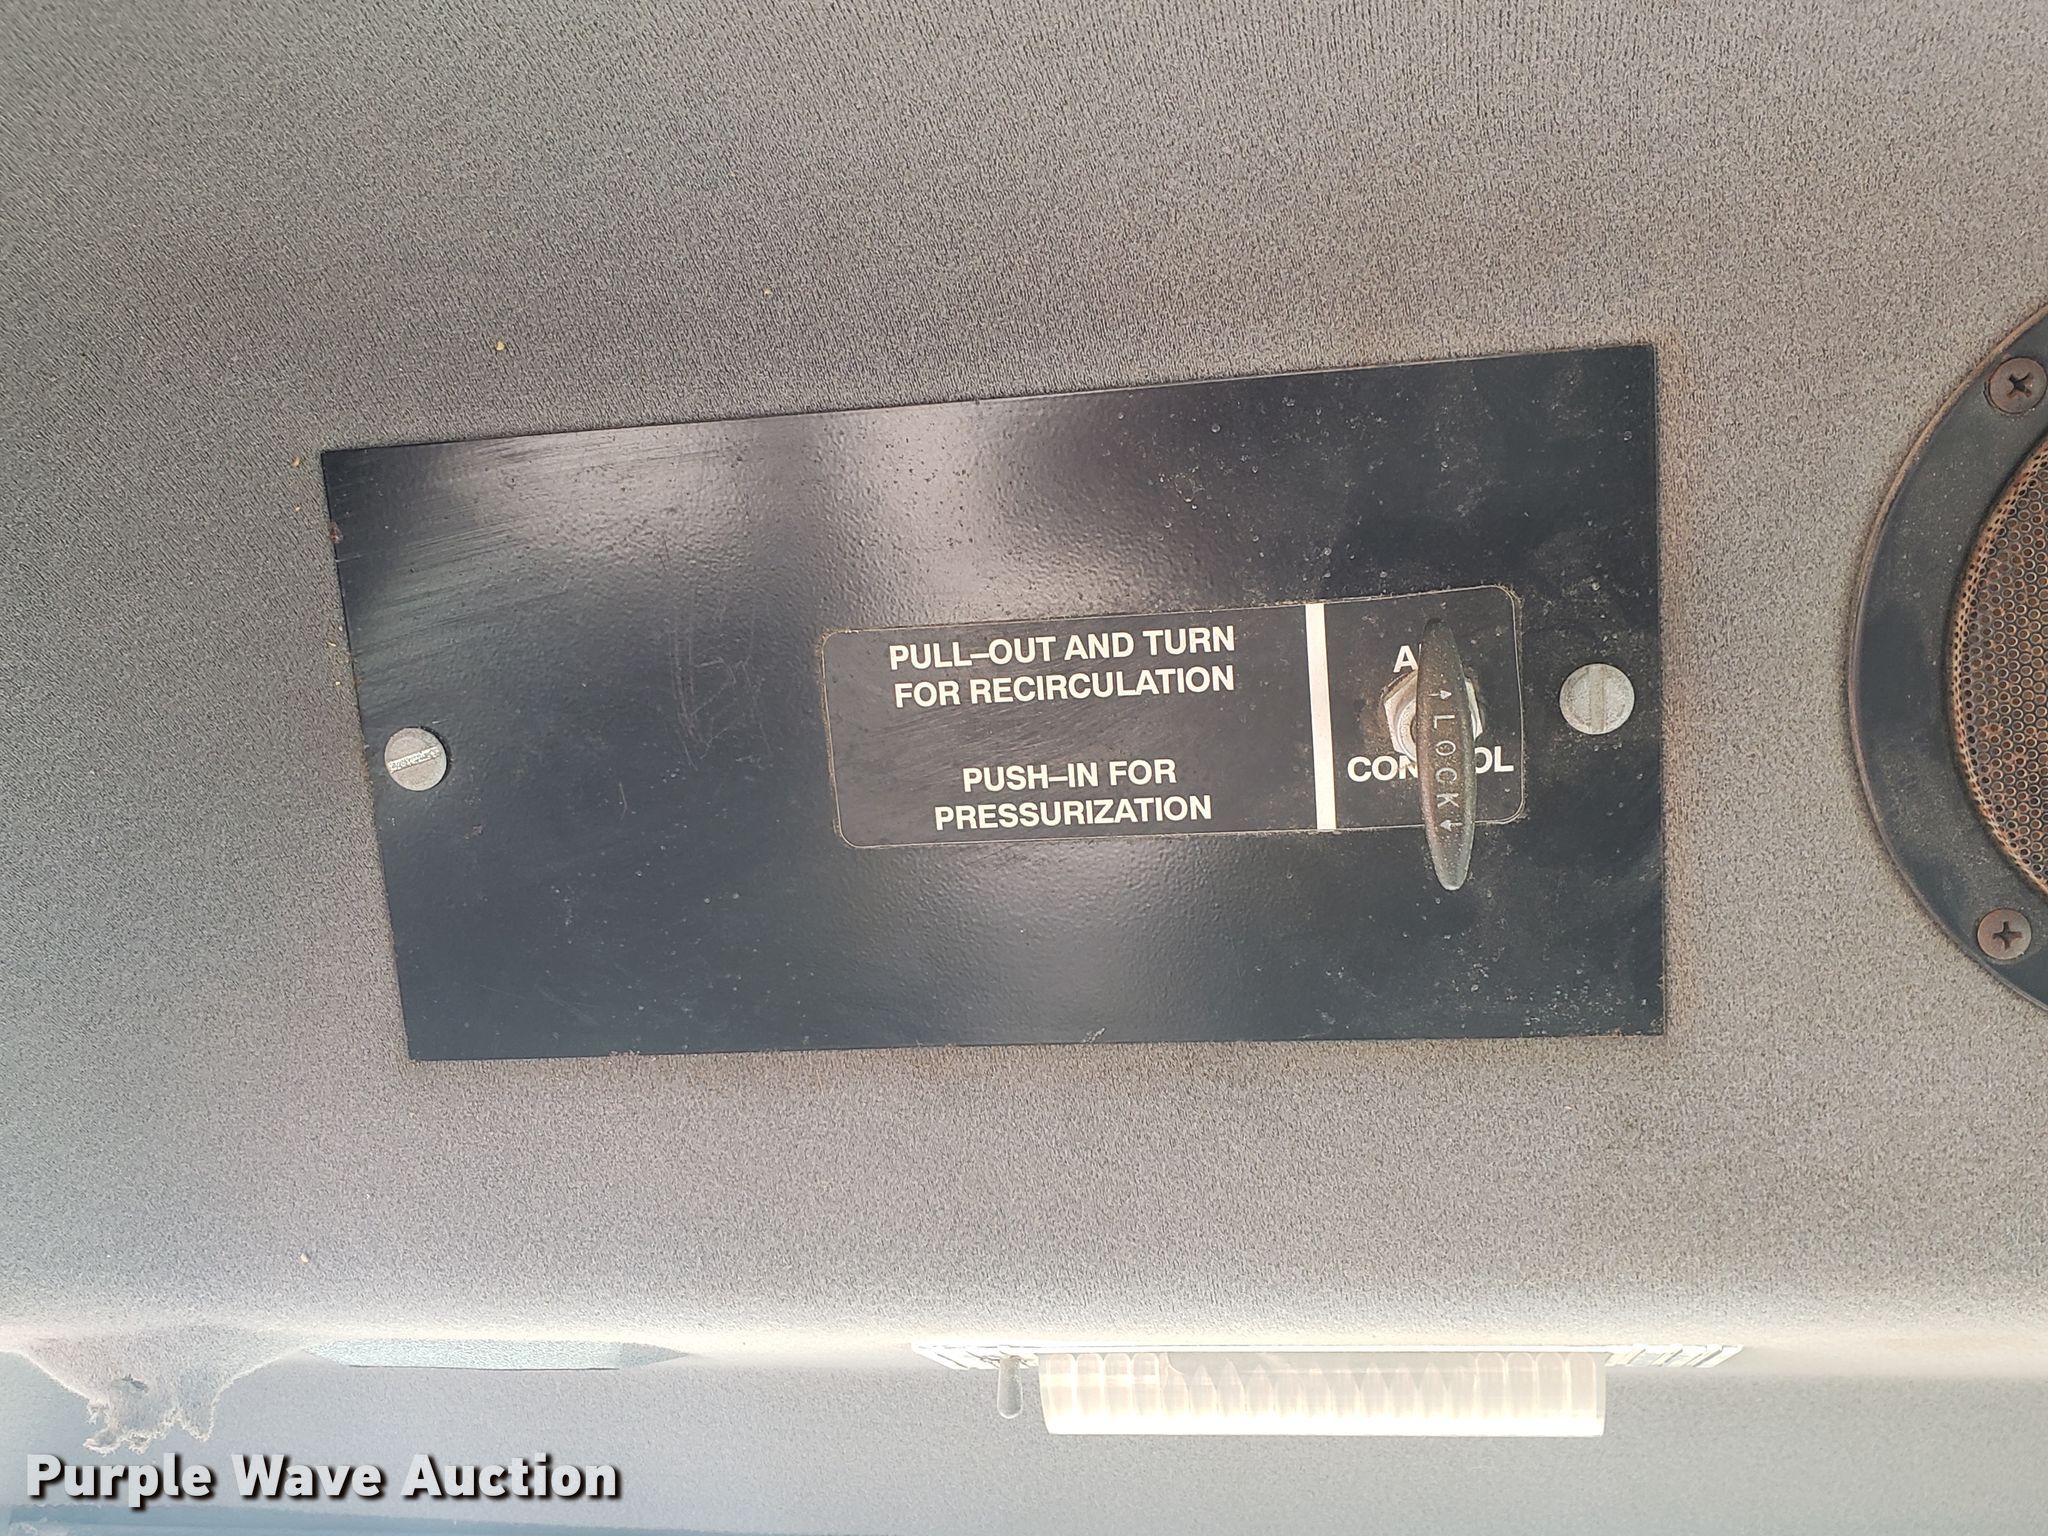 PULL–OUT AND TURN
FOR RECIRCULATION
PUSH–IN FOR
PRESSURIZATION
LOCK
Purple Wave Auction